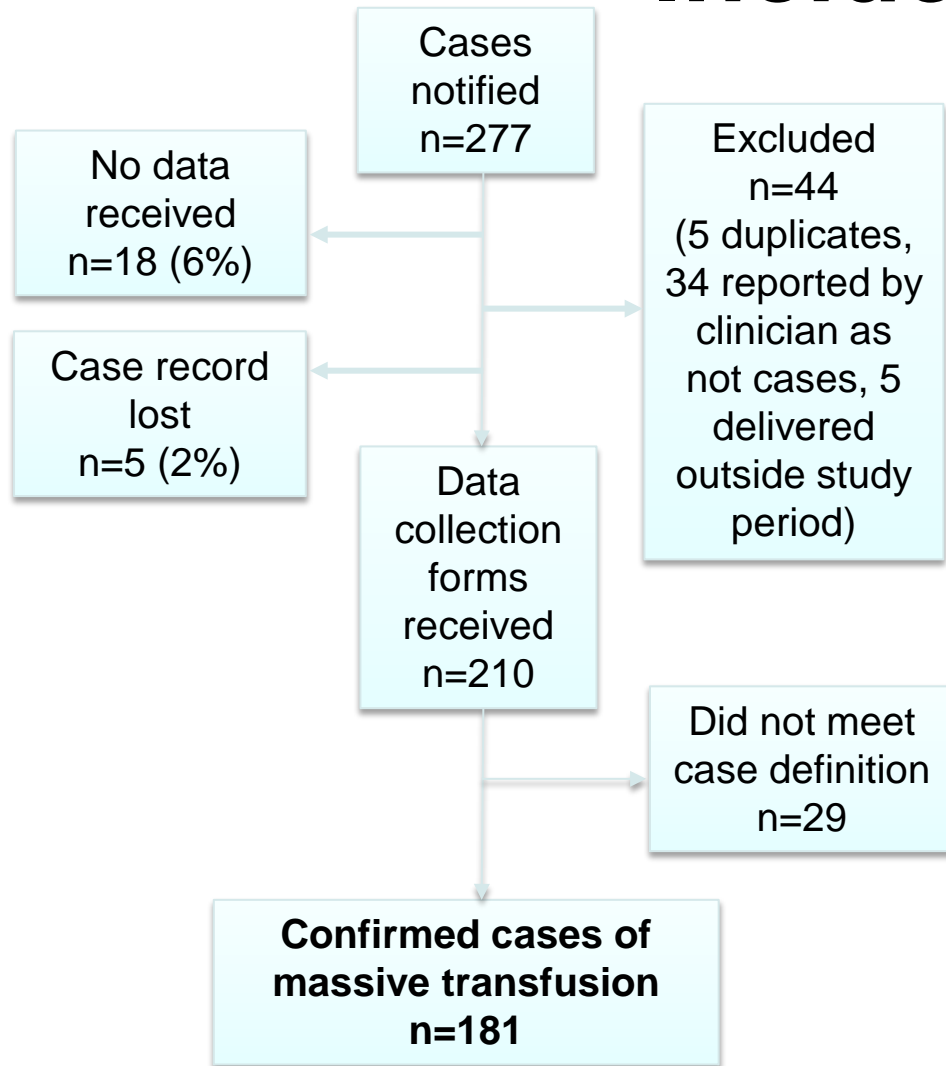 Cases
notified
n=277
No data
received
n=18 (6%)
Excluded
n=44
(5 duplicates,
34 reported by
clinician as
not cases, 5
delivered
outside study
period)
Case record
lost
n=5 (2%)
Data
collection
forms
received
n=210
Did not meet
case definition
n=29
Confirmed cases of
massive transfusion
n=181